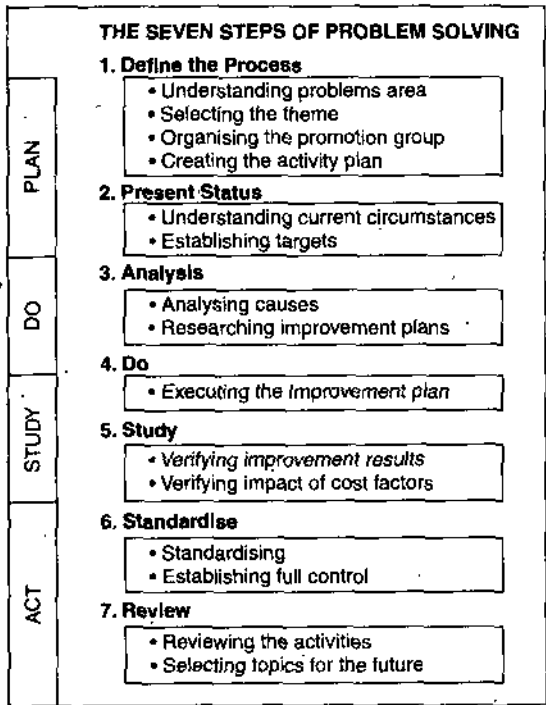 THE SEVEN STEPS OF PROBLEM SOLVING
PLAN
1. Define the Process
• Understanding problems area
• Selecting the theme
• Organising the promotion group
• Creating the activity plan
2. Present Status
• Understanding current circumstances
• Establishing targets
DO
3. Analysis
• Analysing causes
• Researching improvement plans
4. Do
• Executing the Improvement plan
STUDY
5. Study
• Verifying improvement results
• Verifying impact of cost factors
ACT
6. Standardise
• Standardising
• Establishing full control
7. Review
• Reviewing the activities
• Selecting topics for the future